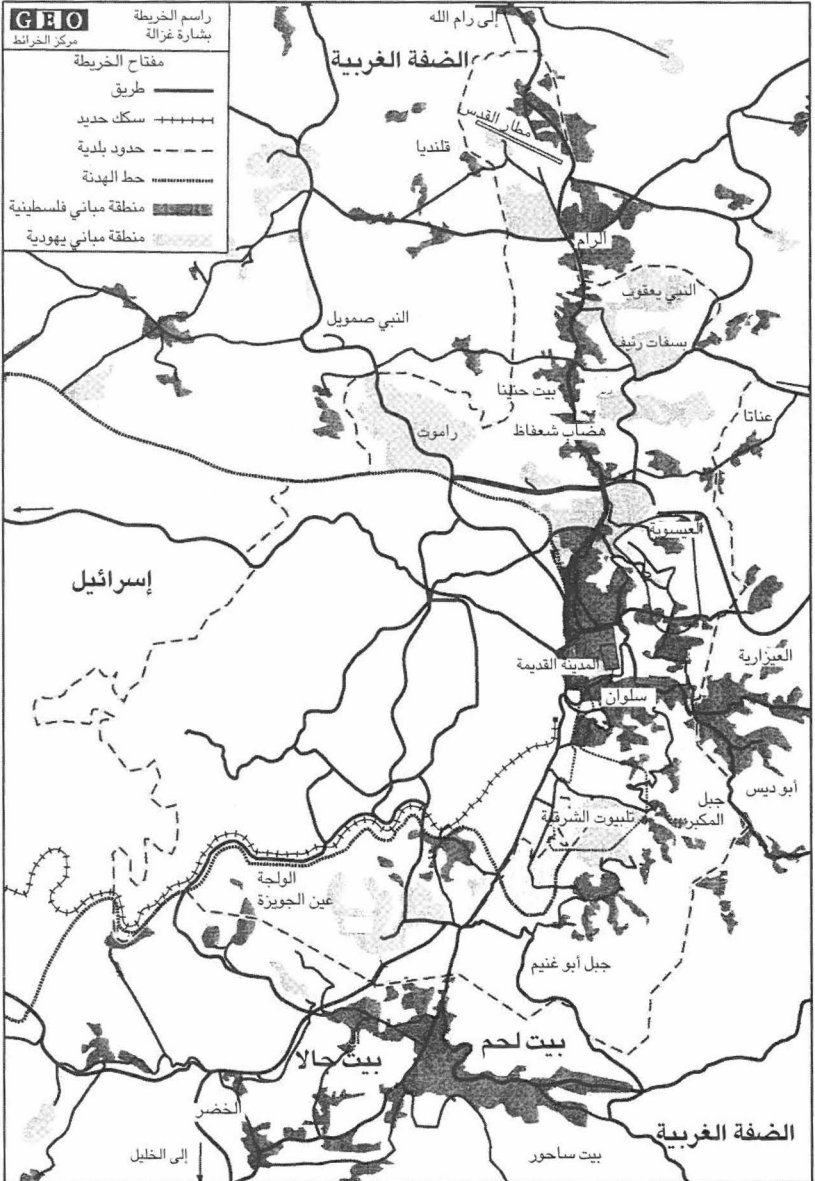 GEO
مركز الخرائط
راسم الخريطة
بشارة غزالة
مفتاح الخريطة
طريق
سكك حديد
حدود بلدية
خط الهدنة
منطقة مباني فلسطينية
منطقة مباني يهودية
إلى رام الله
الضفة الغربية
مطار القدس
قلنديا
الرام
النبي يعقوب
النبي صمويل
بسفات زئيف
بيت حنينا
عناتا
راموت
هضاب شعفاط
العيسوية
إسرائيل
المدينة القديمة
العيزارية
سلوان
أبو ديس
جبل
المكبر
تلبيوت الشرقية
الولجة
عين الجويزة
جبل أبو غنيم
بيت لحم
بيت جالا
الخضر
الضفة الغربية
بيت ساحور
إلى الخليل